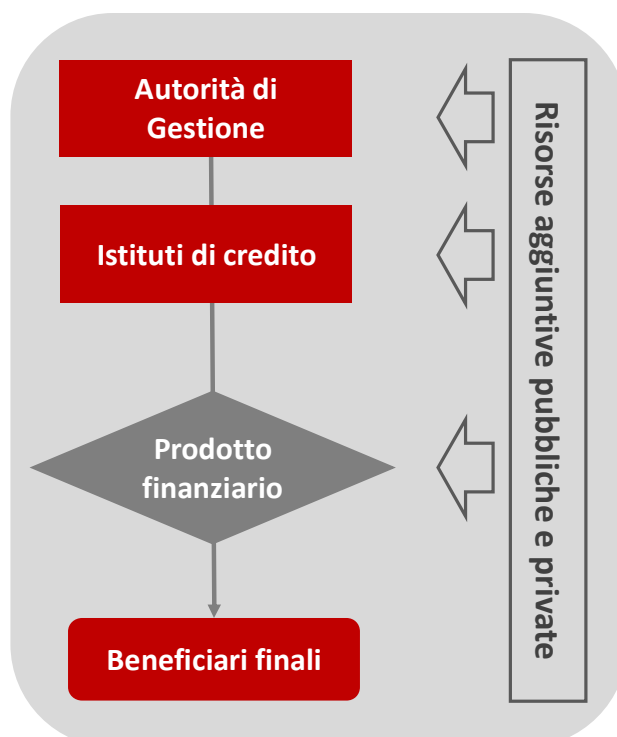 Autorità di
Gestione
Istituti di credito
Prodotto
finanziario
Beneficiari finali
Risorse aggiuntive pubbliche e private